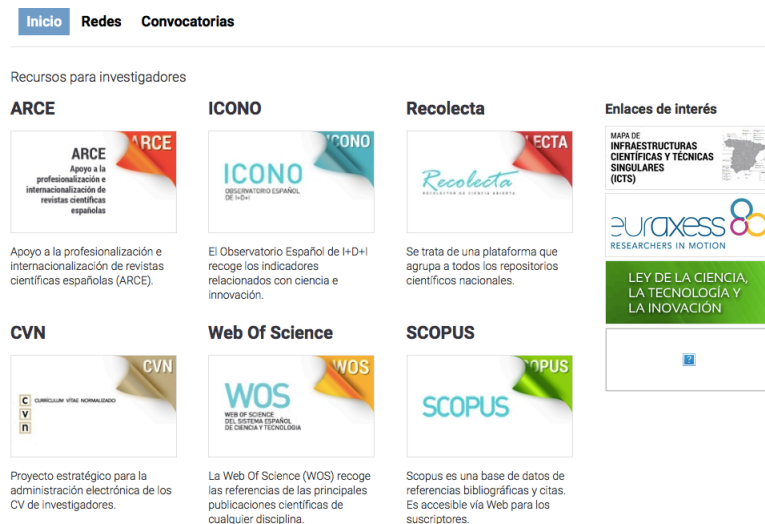 Inicio Redes Convocatorias
Recursos para investigadores
ARCE
ARCE
ARCE
Apoyo a la
profesionalización e
internacionalización de
revistas científicas
españolas
Apoyo a la profesionalización e
internacionalización de revistas
científicas españolas (ARCE).
ICONO
ICONO
ICONO
OBSERVATORIO ESPAÑOL
DE I+D+I
El Observatorio Español de I+D+I
recoge los indicadores
relacionados con ciencia e
innovación.
Recolecta
ECTA
Recolecta
RECOLECTOR DE CIENCIA ABIERTA
Se trata de una plataforma que
agrupa a todos los repositorios
científicos nacionales.
CVN
CVN
cvn
CURRÍCULUM VÍTAE NORMALIZADO
Proyecto estratégico para la
administración electrónica de los
CV de investigadores.
Web Of Science
WOS
WOS
WEB OF SCIENCE
DEL SISTEMA ESPAÑOL
DE CIENCIA Y TECNOLOGIA
La Web Of Science (WOS) recoge
las referencias de las principales
publicaciones científicas de
cualquier disciplina.
SCOPUS
OPUS
SCOPUS
Scopus es una base de datos de
referencias bibliográficas y citas.
Es accesible vía Web para los
suscriptores.
Enlaces de interés
MAPA DE
INFRAESTRUCTURAS
CIENTÍFICAS Y TÉCNICAS
SINGULARES
(ICTS)
euraxess
RESEARCHERS IN MOTION
LEY DE LA CIENCIA,
LA TECNOLOGÍA Y
LA INOVACIÓN
?